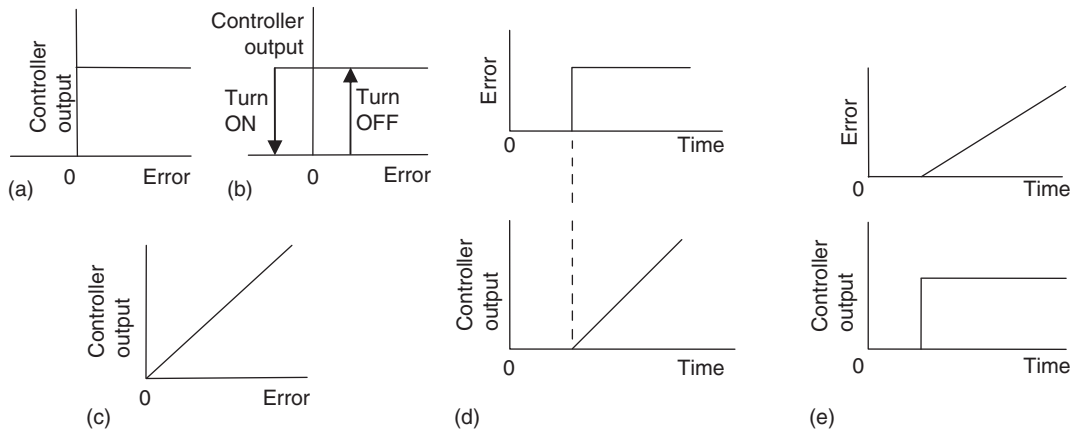 Controller
output
0
Error
(a)
Controller
output
Turn
ON
Turn
OFF
0
Error
(b)
Controller
output
0
Error
(c)
Error
0
Time
Controller
output
0
Time
(d)
Error
0
Time
Controller
output
0
Time
(e)